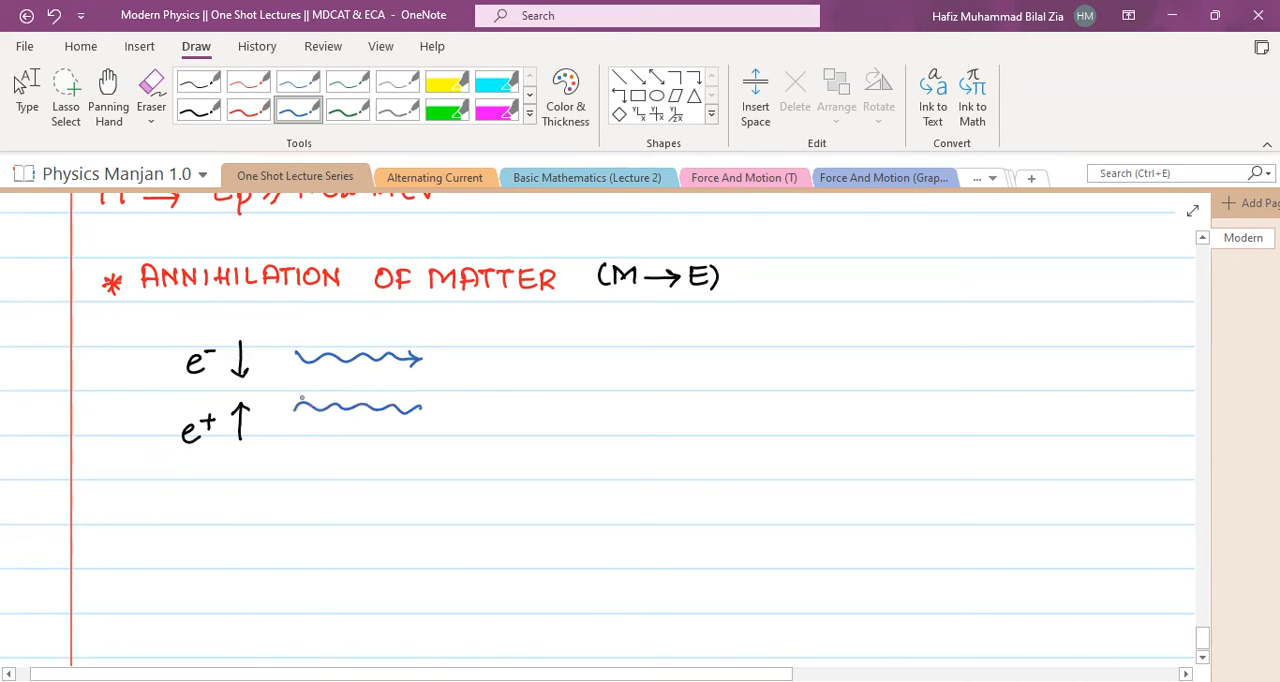 Modern Physics || One Shot Lectures || MDCAT & ECA - OneNote
Search
Hafiz Muhammad Bilal Zia HM
File Home Insert Draw History Review View Help
Type Lasso Select Panning Hand Eraser
Color & Thickness
Insert Space Delete Arrange Rotate
Ink to Text Ink to Math
Tools Shapes Edit Convert
Physics Manjan 1.0 One Shot Lecture Series Alternating Current Basic Mathematics (Lecture 2) Force And Motion (T) Force And Motion (Grap... ... Search (Ctrl+E)
Add Pag
Modern
* ANNIHILATION OF MATTER (M → E)
e⁻ ↓
e⁺ ↑